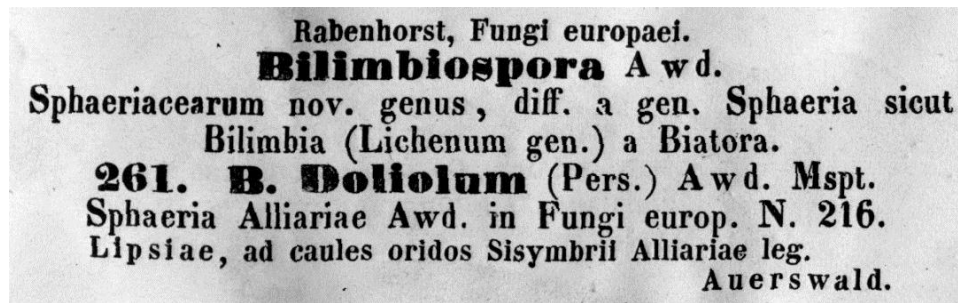 Rabenhorst, Fungi europaei.
Bilimbiospora Awd.
Sphaeriacearum nov. genus, diff. a gen. Sphaeria sicut
Bilimbia (Lichenum gen.) a Biatora.
261. B. Doliolum (Pers.) Awd. Mspt.
Sphaeria Alliariae Awd. in Fungi europ. N. 216.
Lipsiae, ad caules oridos Sisymbrii Alliariae leg.
Auerswald.